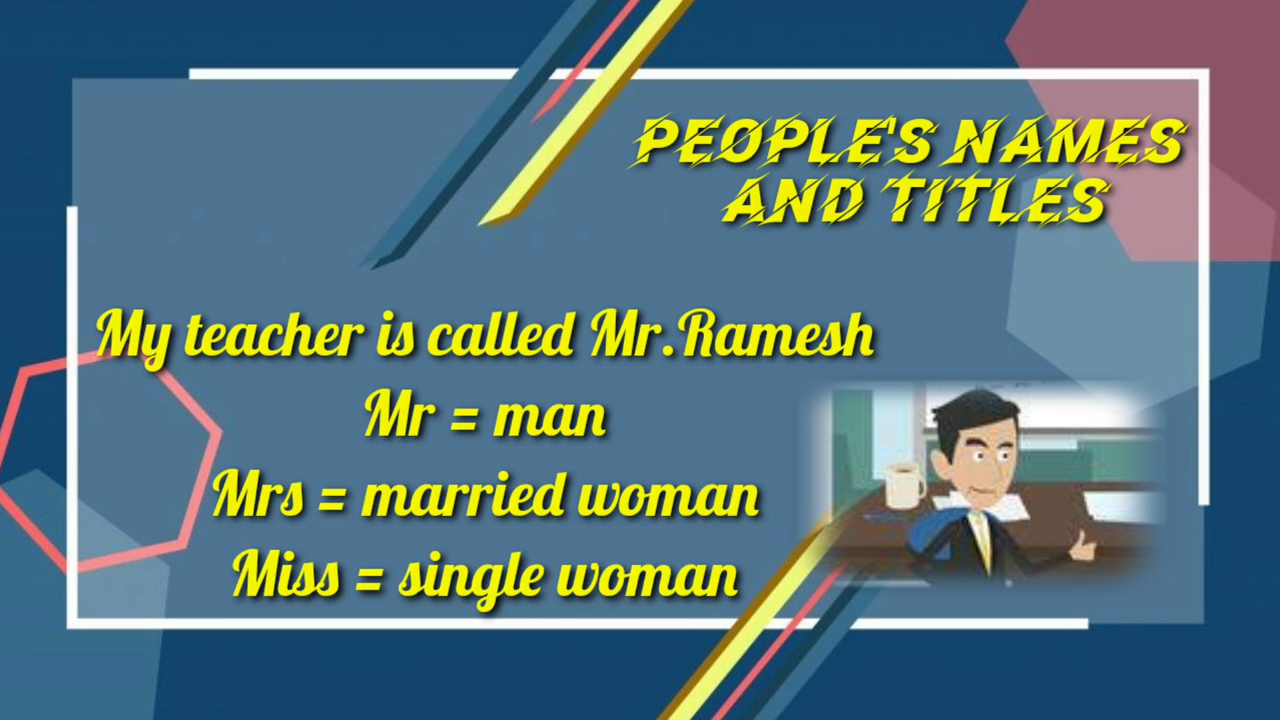 PEOPLE'S NAMES
AND TITLES
My teacher is called Mr.Ramesh
Mr = man
Mrs = married woman
Miss = single woman